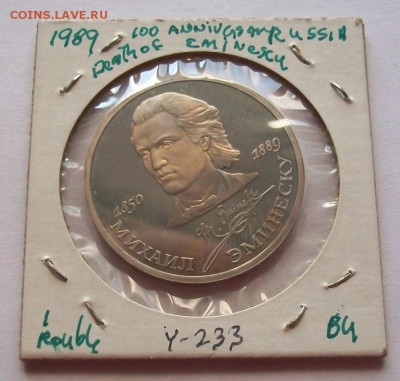 COINS.LAVE.RU
1989 100 ANNIVERSARY RUSSIA
Death of EMINESCU
1850
1889
МИХАИЛ ЭМИНЕСКУ
1 Rouble
Y-233
BU